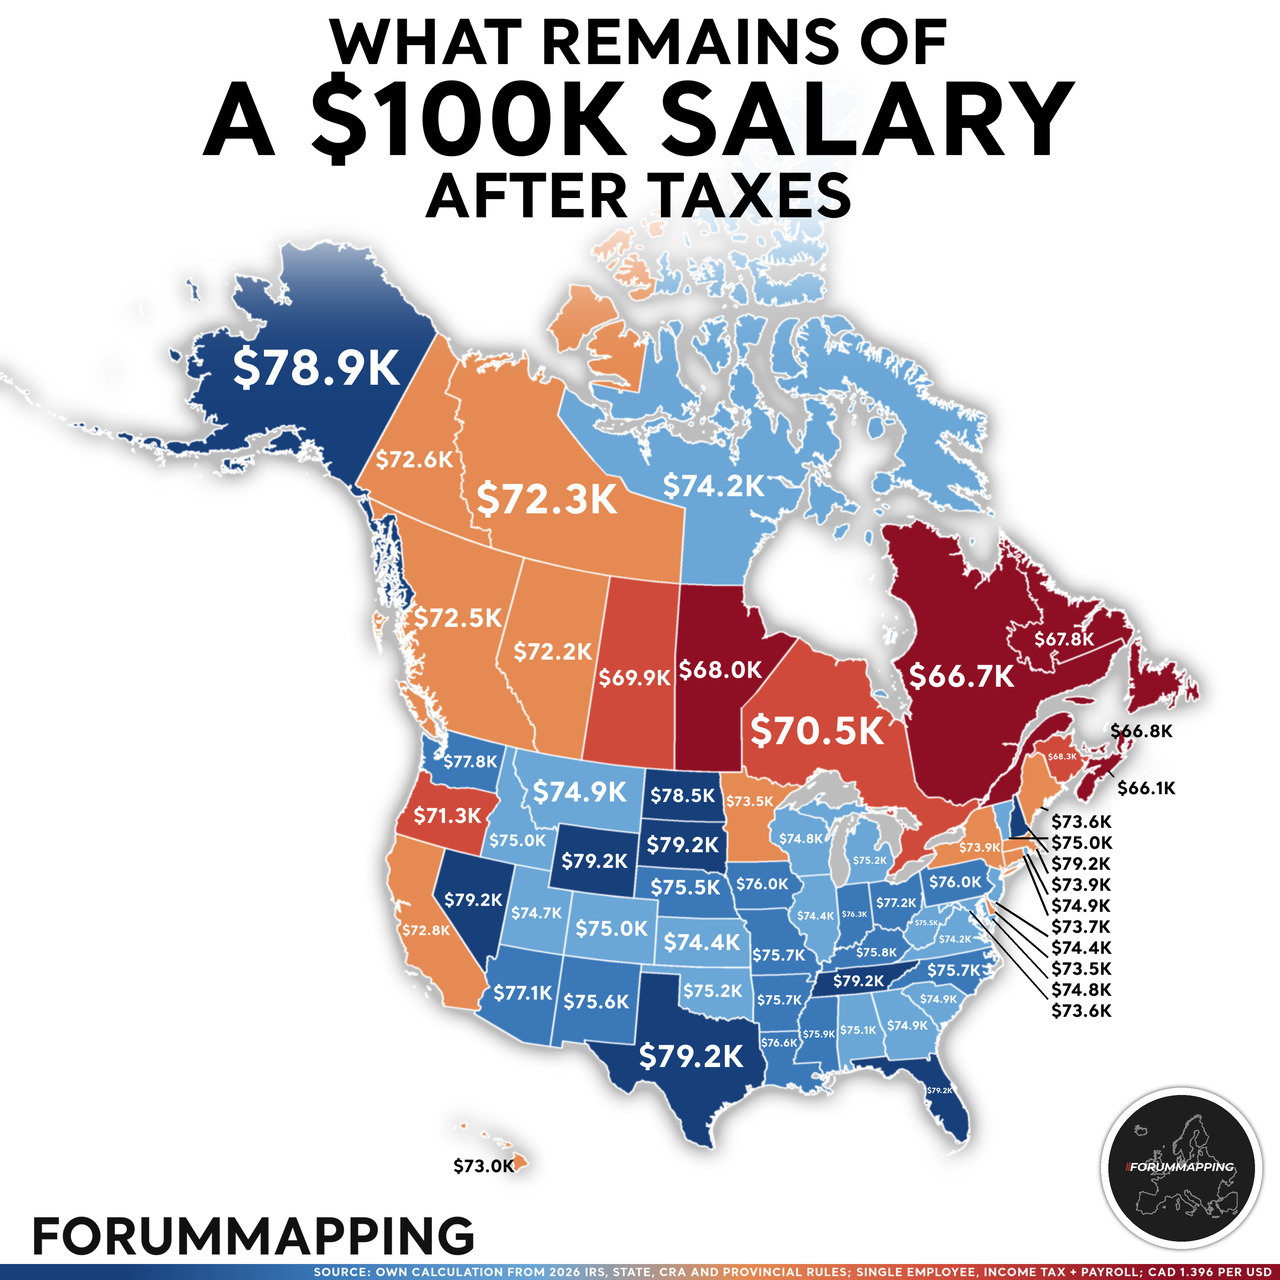 WHAT REMAINS OF
A $100K SALARY
AFTER TAXES
$78.9K
$72.6K
$72.3K
$74.2K
$72.5K
$72.2K
$69.9K
$68.0K
$70.5K
$66.7K
$67.8K
$66.8K
$68.3K
$66.1K
$77.8K
$74.9K
$78.5K
$73.5K
$71.3K
$75.0K
$79.2K
$79.2K
$74.8K
$75.2K
$73.9K
$73.6K
$75.0K
$79.2K
$73.9K
$74.9K
$73.7K
$74.4K
$73.5K
$74.8K
$73.6K
$72.8K
$79.2K
$74.7K
$75.0K
$75.5K
$76.0K
$74.4K
$76.3K
$77.2K
$76.0K
$75.5K
$74.2K
$74.4K
$75.7K
$75.8K
$77.1K
$75.6K
$75.2K
$75.7K
$79.2K
$75.7K
$74.9K
$79.2K
$76.6K
$75.9K
$75.1K
$74.9K
$79.2K
$73.0K
//FORUMMAPPING
FORUMMAPPING
SOURCE: OWN CALCULATION FROM 2026 IRS, STATE, CRA AND PROVINCIAL RULES; SINGLE EMPLOYEE, INCOME TAX + PAYROLL; CAD 1.396 PER USD